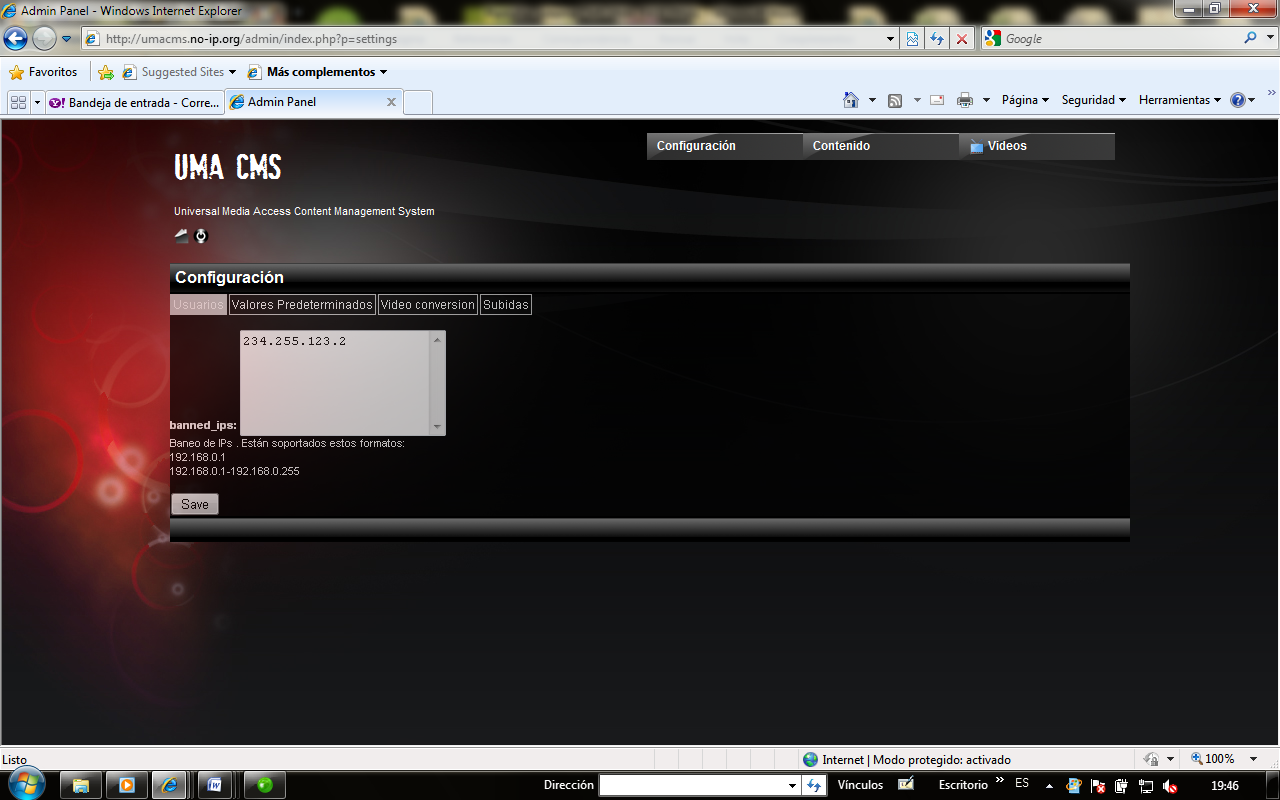 Admin Panel - Windows Internet Explorer
http://umacms.no-ip.org/admin/index.php?p=settings
Google
Favoritos
Suggested Sites
Más complementos
Bandeja de entrada - Corre...
Admin Panel
Página
Seguridad
Herramientas
Configuración
Contenido
Videos
UMA CMS
Universal Media Access Content Management System
Configuración
Usuarios
Valores Predeterminados
Video conversion
Subidas
234.255.123.2
banned_ips:
Baneo de IPs . Están soportados estos formatos:
192.168.0.1
192.168.0.1-192.168.0.255
Save
Listo
Internet | Modo protegido: activado
100%
Dirección
Vínculos
Escritorio
ES
19:46